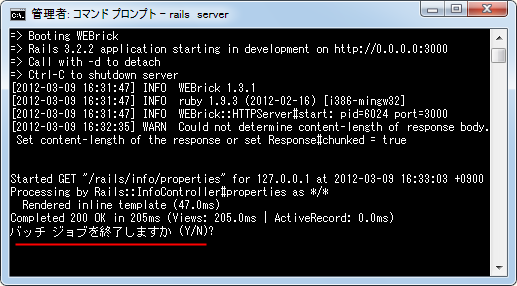 管理者: コマンド プロンプト - rails  server
=> Booting WEBrick
=> Rails 3.2.2 application starting in development on http://0.0.0.0:3000
=> Call with -d to detach
=> Ctrl-C to shutdown server
[2012-03-09 16:31:47] INFO  WEBrick 1.3.1
[2012-03-09 16:31:47] INFO  ruby 1.9.3 (2012-02-16) [i386-mingw32]
[2012-03-09 16:31:47] INFO  WEBrick::HTTPServer#start: pid=6024 port=3000
[2012-03-09 16:32:35] WARN  Could not determine content-length of response body.
 Set content-length of the response or set Response#chunked = true
Started GET "/rails/info/properties" for 127.0.0.1 at 2012-03-09 16:33:03 +0900
Processing by Rails::InfoController#properties as */*
  Rendered inline template (47.0ms)
Completed 200 OK in 205ms (Views: 205.0ms | ActiveRecord: 0.0ms)
バッチ ジョブを終了しますか (Y/N)?